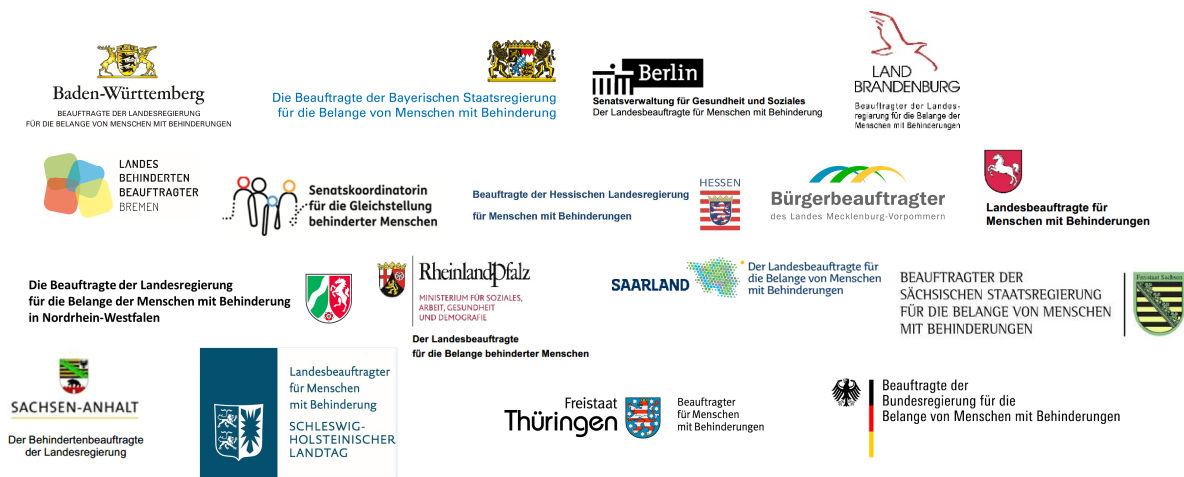 Baden-Württemberg
BEAUFTRAGTE DER LANDESREGIERUNG
FÜR DIE BELANGE VON MENSCHEN MIT BEHINDERUNGEN
Die Beauftragte der Bayerischen Staatsregierung
für die Belange von Menschen mit Behinderung
Berlin
Senatsverwaltung für Gesundheit und Soziales
Der Landesbeauftragte für Menschen mit Behinderung
LAND
BRANDENBURG
Beauftragter der Landes-
regierung für die Belange der
Menschen mit Behinderungen
LANDES
BEHINDERTEN
BEAUFTRAGTER
BREMEN
Senatskoordinatorin
für die Gleichstellung
behinderter Menschen
Beauftragte der Hessischen Landesregierung
für Menschen mit Behinderungen
HESSEN
Bürgerbeauftragter
des Landes Mecklenburg-Vorpommern
Landesbeauftragte für
Menschen mit Behinderungen
Die Beauftragte der Landesregierung
für die Belange der Menschen mit Behinderung
in Nordrhein-Westfalen
RheinlandPfalz
MINISTERIUM FÜR SOZIALES,
ARBEIT, GESUNDHEIT
UND DEMOGRAFIE
Der Landesbeauftragte
für die Belange behinderter Menschen
SAARLAND
Der Landesbeauftragte für
die Belange von Menschen
mit Behinderungen
BEAUFTRAGTER DER
SÄCHSISCHEN STAATSREGIERUNG
FÜR DIE BELANGE VON MENSCHEN
MIT BEHINDERUNGEN
Freistaat Sachsen
SACHSEN-ANHALT
Der Behindertenbeauftragte
der Landesregierung
Landesbeauftragter
für Menschen
mit Behinderung
SCHLESWIG-
HOLSTEINISCHER
LANDTAG
Freistaat
Thüringen
Beauftragter
für Menschen
mit Behinderungen
Beauftragte der
Bundesregierung für die
Belange von Menschen mit Behinderungen